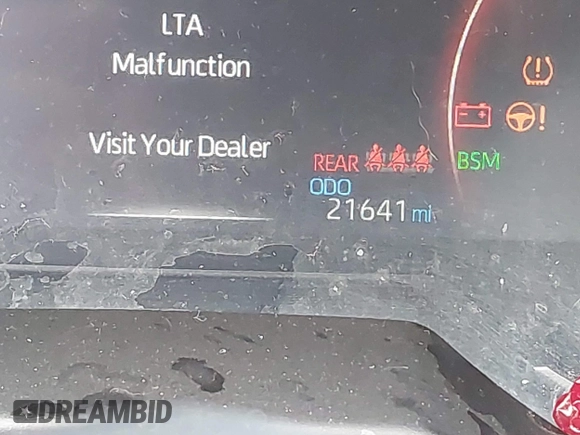 LTA
Malfunction
Visit Your Dealer
REAR
BSM
ODO
21641 mi
DREAMBID